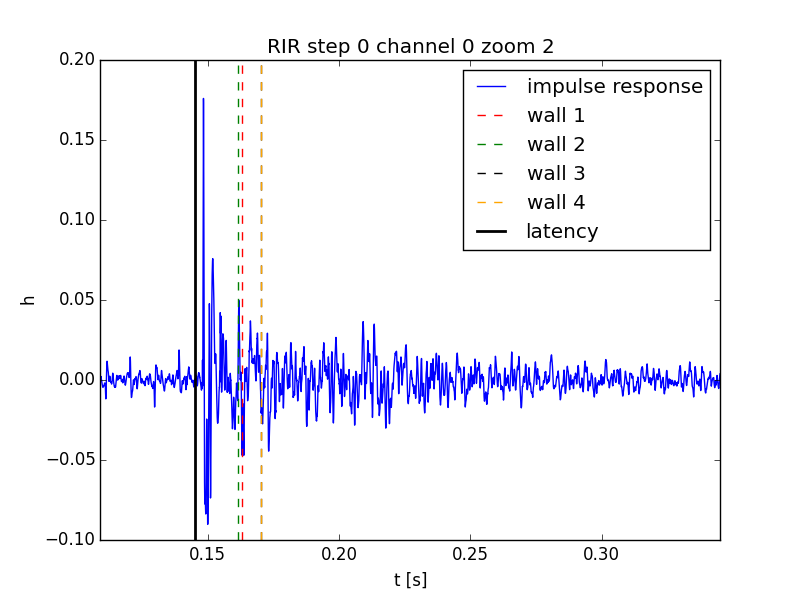 RIR step 0 channel 0 zoom 2
0.20
0.15
0.10
0.05
0.00
−0.05
−0.10
h
impulse response
wall 1
wall 2
wall 3
wall 4
latency
0.15 0.20 0.25 0.30
t [s]